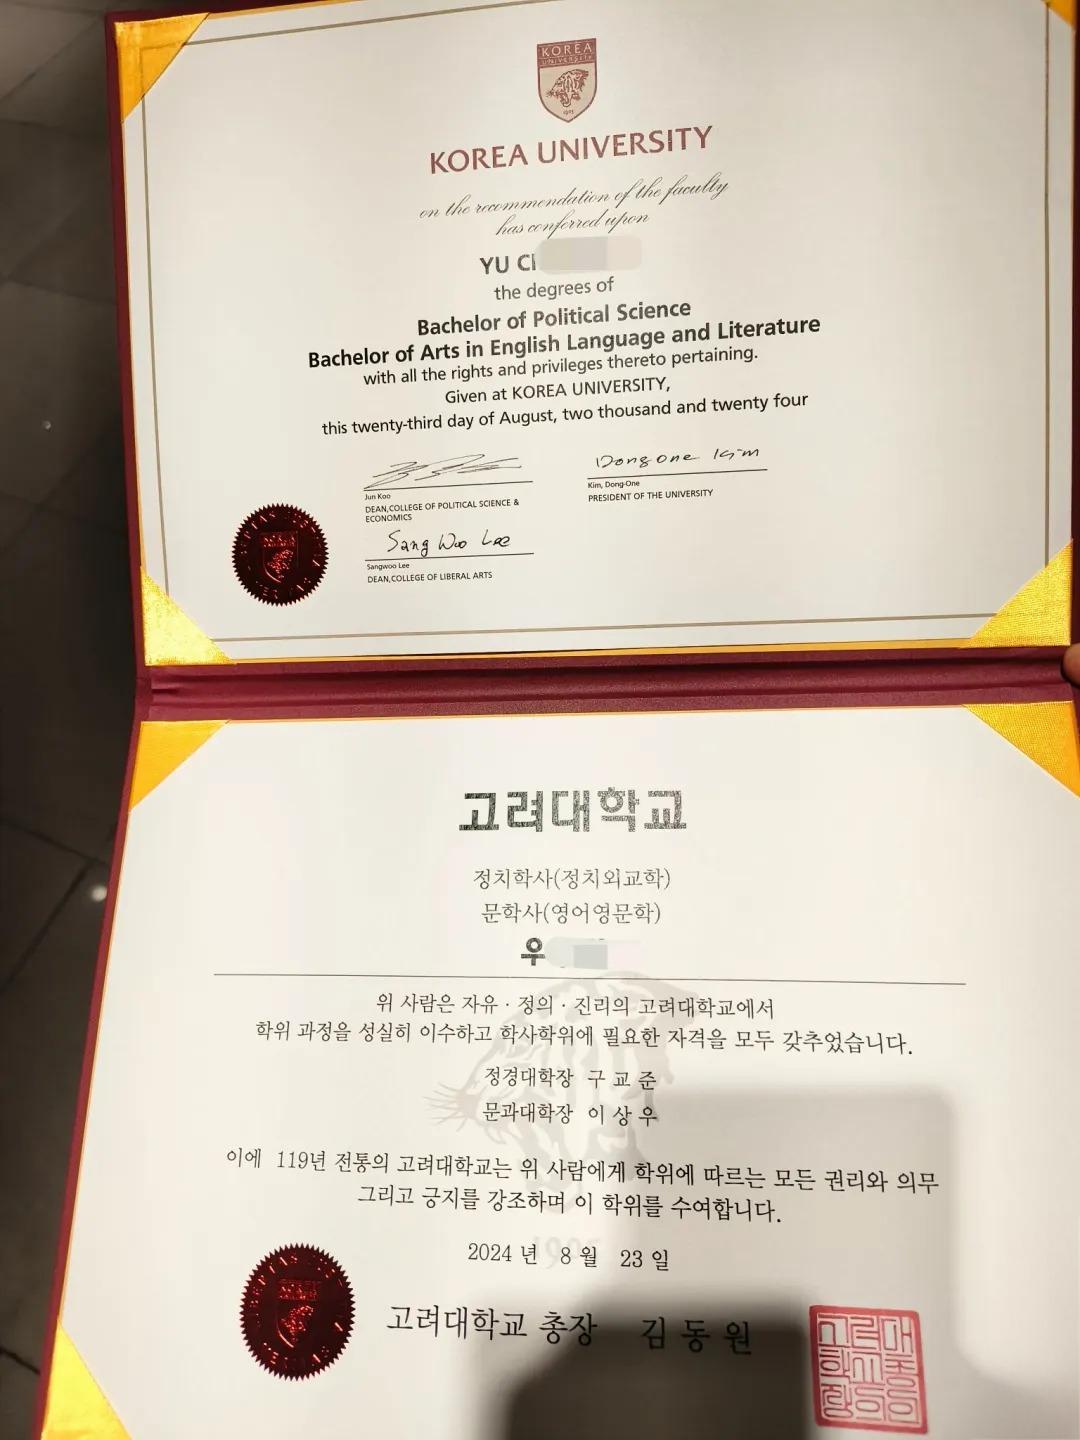 KOREA
UNIVERSITY
1905
KOREA UNIVERSITY
on the recommendation of the faculty
has conferred upon
YU
the degrees of
Bachelor of Political Science
Bachelor of Arts in English Language and Literature
with all the rights and privileges thereto pertaining.
Given at KOREA UNIVERSITY,
this twenty-third day of August, two thousand and twenty four
Dong One Kim
Jun Koo
DEAN,COLLEGE OF POLITICAL SCIENCE &
ECONOMICS
Kim, Dong-One
PRESIDENT OF THE UNIVERSITY
Sang Woo Lee
Sangwoo Lee
DEAN,COLLEGE OF LIBERAL ARTS
고려대학교
정치학사(정치외교학)
문학사(영어영문학)
우
위 사람은 자유 · 정의 · 진리의 고려대학교에서
학위 과정을 성실히 이수하고 학사학위에 필요한 자격을 모두 갖추었습니다.
정경대학장 구 교 준
문과대학장 이 상 우
이에 119년 전통의 고려대학교는 위 사람에게 학위에 따르는 모든 권리와 의무
그리고 긍지를 강조하며 이 학위를 수여합니다.
1905
2024 년 8 월 23 일
고려대학교 총장 김 동 원